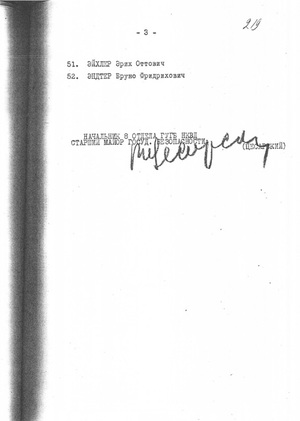 219
- 3 -
51. ЭЙХЛЕР Эрих Оттович
52. ЭНДТЕР Бруно Фридрихович
НАЧАЛЬНИК 8 ОТДЕЛА ГУГБ НКВД
СТАРШИЙ МАЙОР ГОСУД. БЕЗОПАСНОСТИ
(ЦЕСАРСКИЙ)